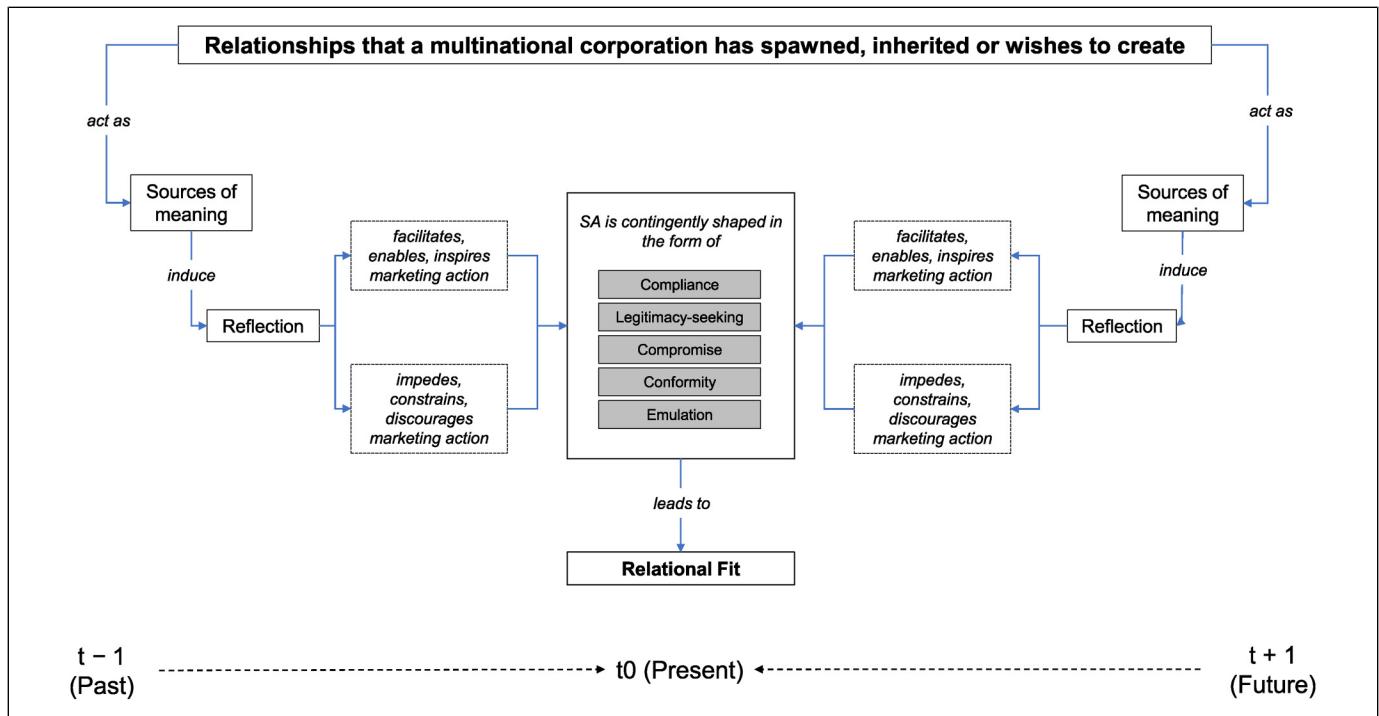 Relationships that a multinational corporation has spawned, inherited or wishes to create
act as
act as
Sources of
meaning
Sources of
meaning
induce
induce
Reflection
Reflection
facilitates,
enables, inspires
marketing action
impedes,
constrains,
discourages
marketing action
SA is contingently shaped in
the form of
Compliance
Legitimacy-seeking
Compromise
Conformity
Emulation
facilitates,
enables, inspires
marketing action
impedes,
constrains,
discourages
marketing action
leads to
Relational Fit
t − 1
(Past)
t0 (Present)
t + 1
(Future)